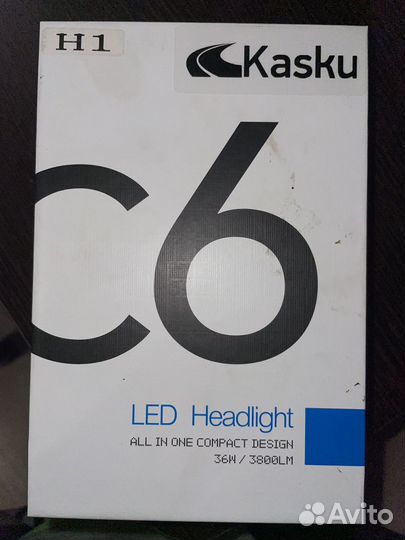 H1
Kasku
C6
LED Headlight
ALL IN ONE COMPACT DESIGN
36W / 3800LM
Avito